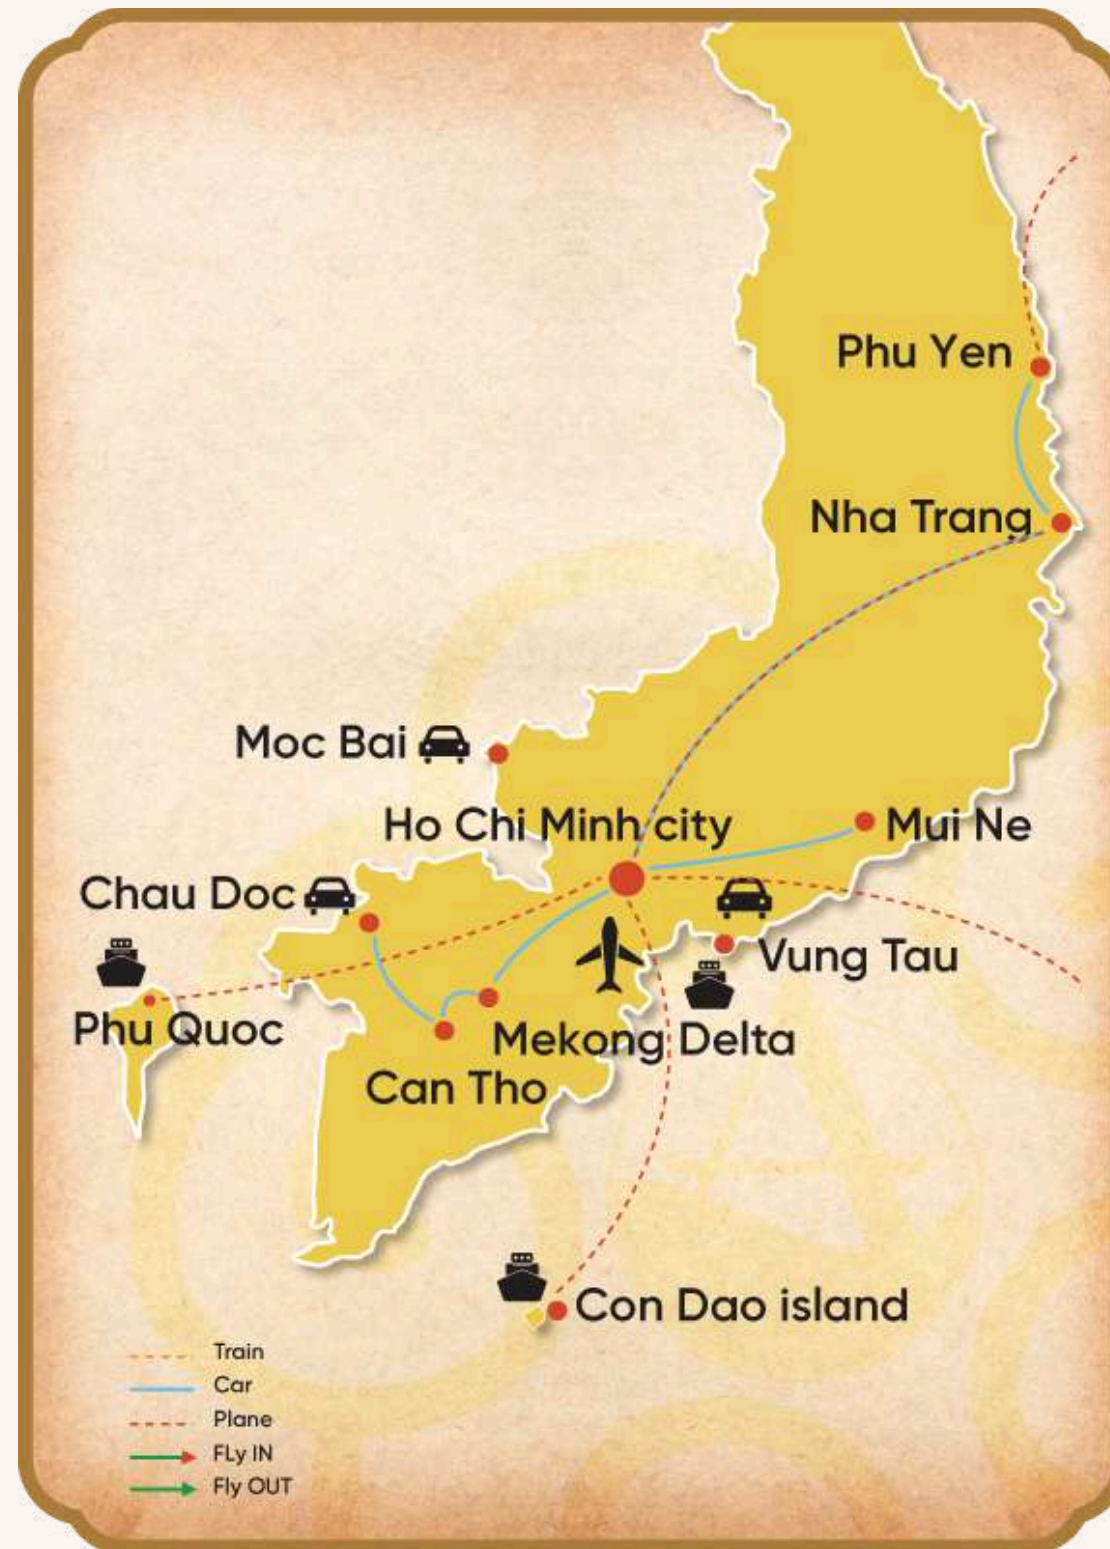 Phu Yen
Nha Trang
Moc Bai
Ho Chi Minh city
Mui Ne
Chau Doc
Vung Tau
Phu Quoc
Mekong Delta
Can Tho
Con Dao island
Train
Car
Plane
FLy IN
Fly OUT